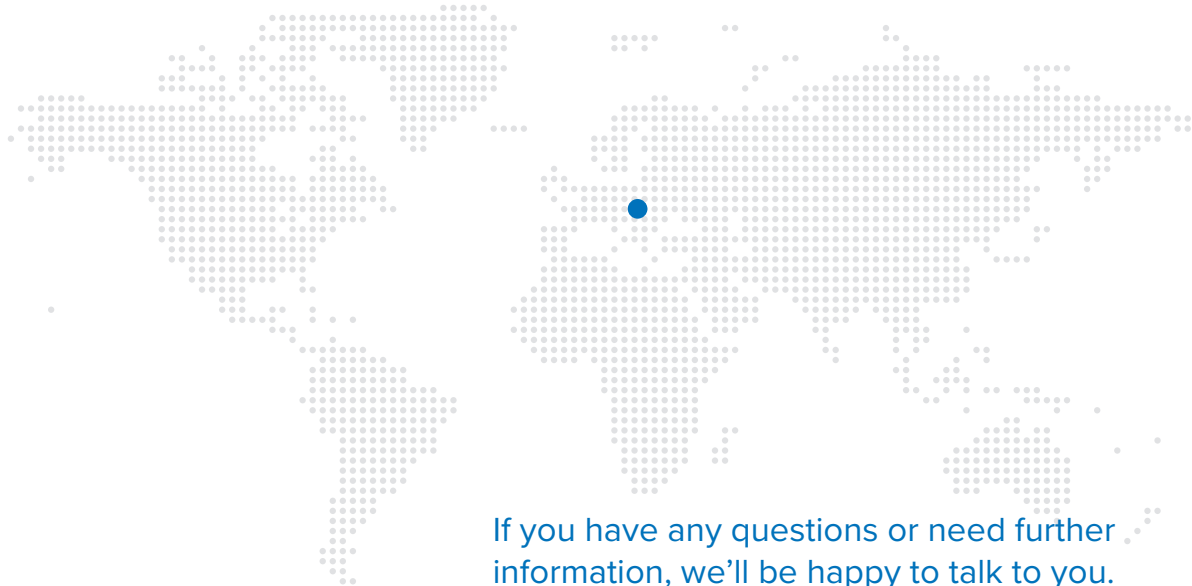 If you have any questions or need further
information, we’ll be happy to talk to you.